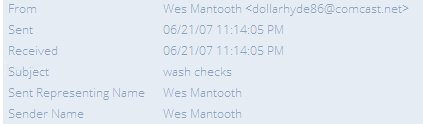 From Wes Mantooth <dollarhyde86@comcast.net>
Sent 06/21/07 11:14:05 PM
Received 06/21/07 11:14:05 PM
Subject wash checks
Sent Representing Name Wes Mantooth
Sender Name Wes Mantooth